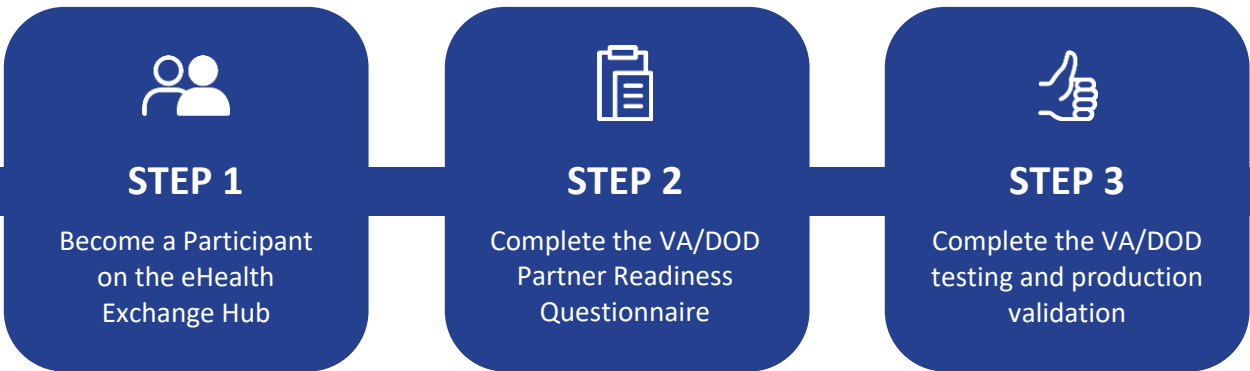 STEP 1
Become a Participant
on the eHealth
Exchange Hub
STEP 2
Complete the VA/DOD
Partner Readiness
Questionnaire
STEP 3
Complete the VA/DOD
testing and production
validation